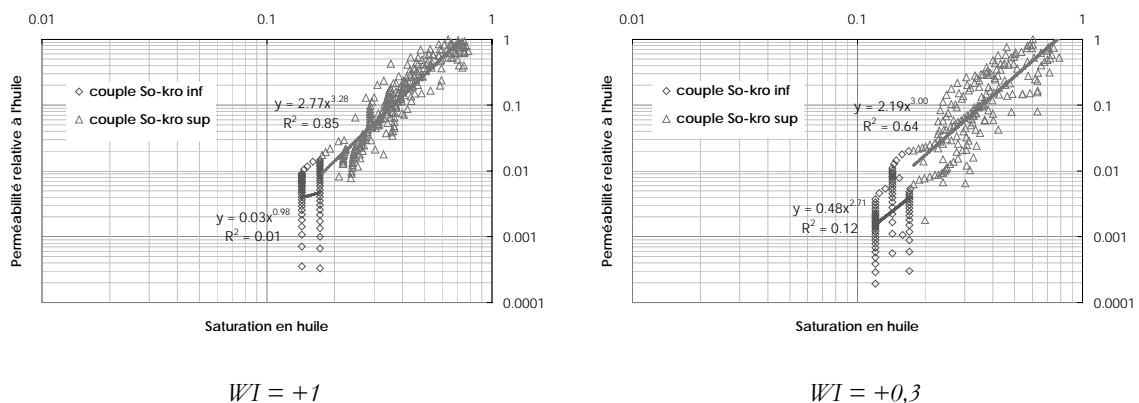 0.01 0.1 1
1
0.1
0.01
0.001
0.0001
Perméabilité relative à l'huile
couple So-kro inf
couple So-kro sup
y = 2.77x^3.28
R² = 0.85
y = 0.03x^0.98
R² = 0.01
Saturation en huile
WI = +1
0.01 0.1 1
1
0.1
0.01
0.001
0.0001
Perméabilité relative à l'huile
couple So-kro inf
couple So-kro sup
y = 2.19x^3.00
R² = 0.64
y = 0.48x^2.71
R² = 0.12
Saturation en huile
WI = +0,3